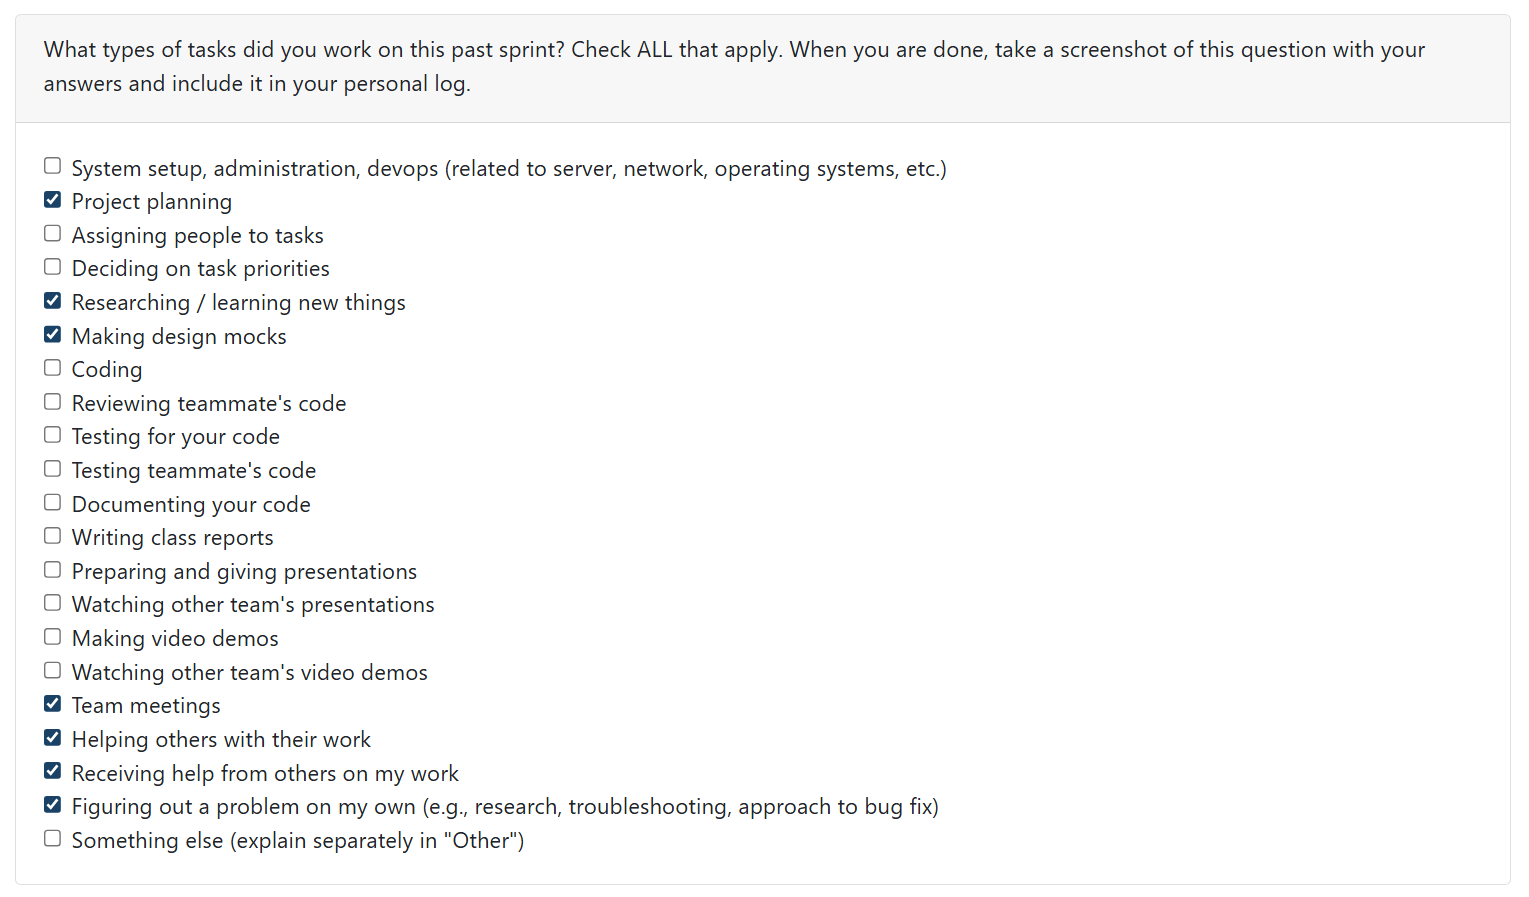 What types of tasks did you work on this past sprint? Check ALL that apply. When you are done, take a screenshot of this question with your
answers and include it in your personal log.
System setup, administration, devops (related to server, network, operating systems, etc.)
Project planning
Assigning people to tasks
Deciding on task priorities
Researching / learning new things
Making design mocks
Coding
Reviewing teammate's code
Testing for your code
Testing teammate's code
Documenting your code
Writing class reports
Preparing and giving presentations
Watching other team's presentations
Making video demos
Watching other team's video demos
Team meetings
Helping others with their work
Receiving help from others on my work
Figuring out a problem on my own (e.g., research, troubleshooting, approach to bug fix)
Something else (explain separately in "Other")